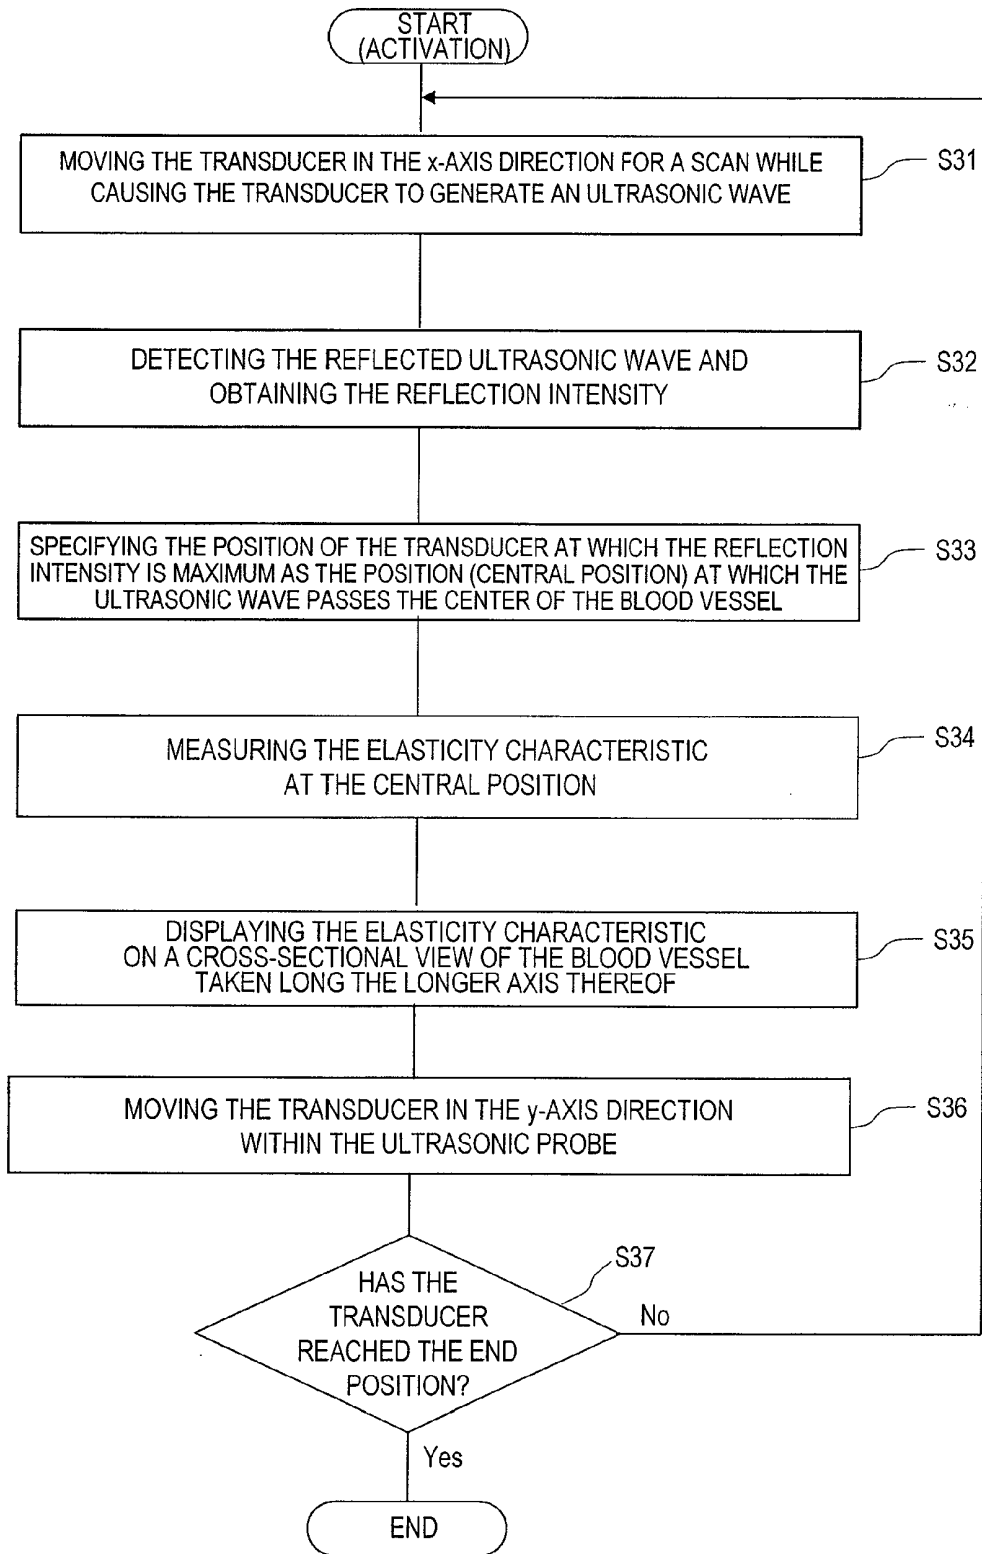 START
(ACTIVATION)
MOVING THE TRANSDUCER IN THE x-AXIS DIRECTION FOR A SCAN WHILE
CAUSING THE TRANSDUCER TO GENERATE AN ULTRASONIC WAVE
S31
DETECTING THE REFLECTED ULTRASONIC WAVE AND
OBTAINING THE REFLECTION INTENSITY
S32
SPECIFYING THE POSITION OF THE TRANSDUCER AT WHICH THE REFLECTION
INTENSITY IS MAXIMUM AS THE POSITION (CENTRAL POSITION) AT WHICH THE
ULTRASONIC WAVE PASSES THE CENTER OF THE BLOOD VESSEL
S33
MEASURING THE ELASTICITY CHARACTERISTIC
AT THE CENTRAL POSITION
S34
DISPLAYING THE ELASTICITY CHARACTERISTIC
ON A CROSS-SECTIONAL VIEW OF THE BLOOD VESSEL
TAKEN LONG THE LONGER AXIS THEREOF
S35
MOVING THE TRANSDUCER IN THE y-AXIS DIRECTION
WITHIN THE ULTRASONIC PROBE
S36
S37
HAS THE
TRANSDUCER
REACHED THE END
POSITION?
No
Yes
END